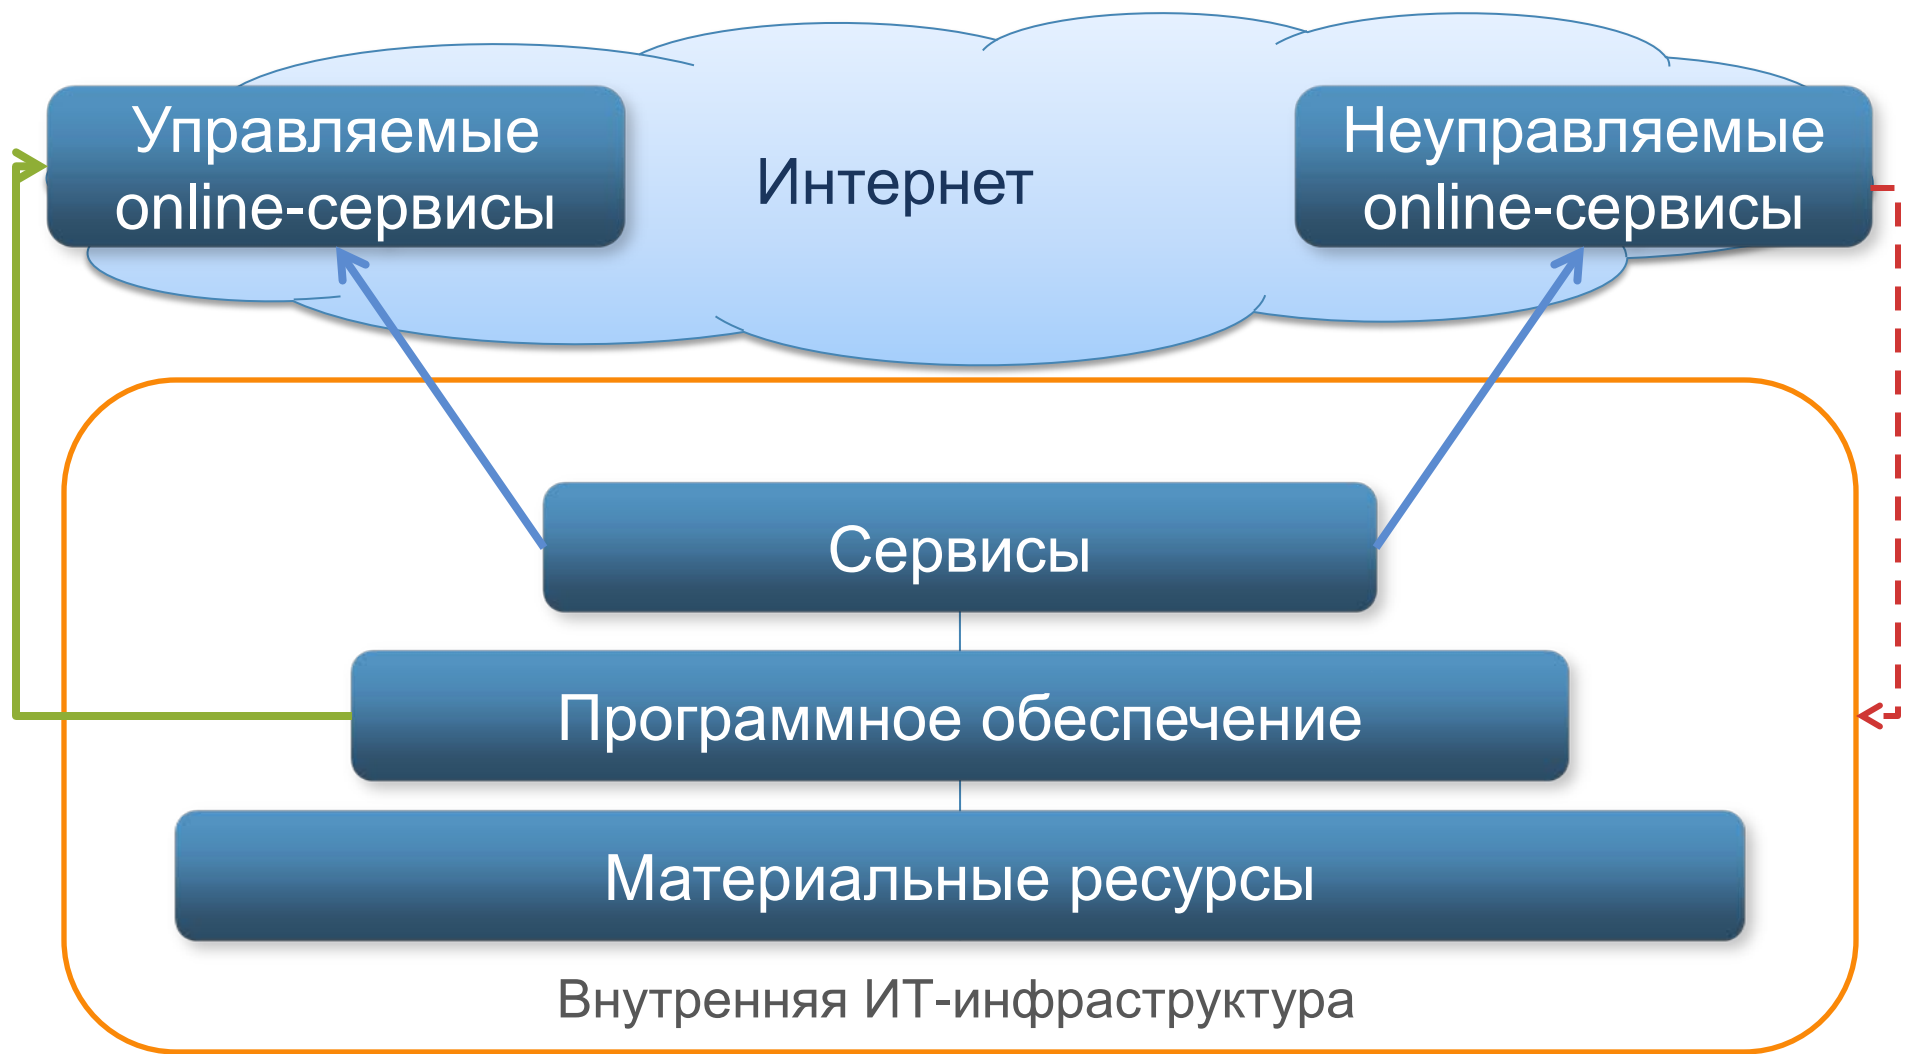 Управляемые
online-сервисы
Интернет
Неуправляемые
online-сервисы
Сервисы
Программное обеспечение
Материальные ресурсы
Внутренняя ИТ-инфраструктура